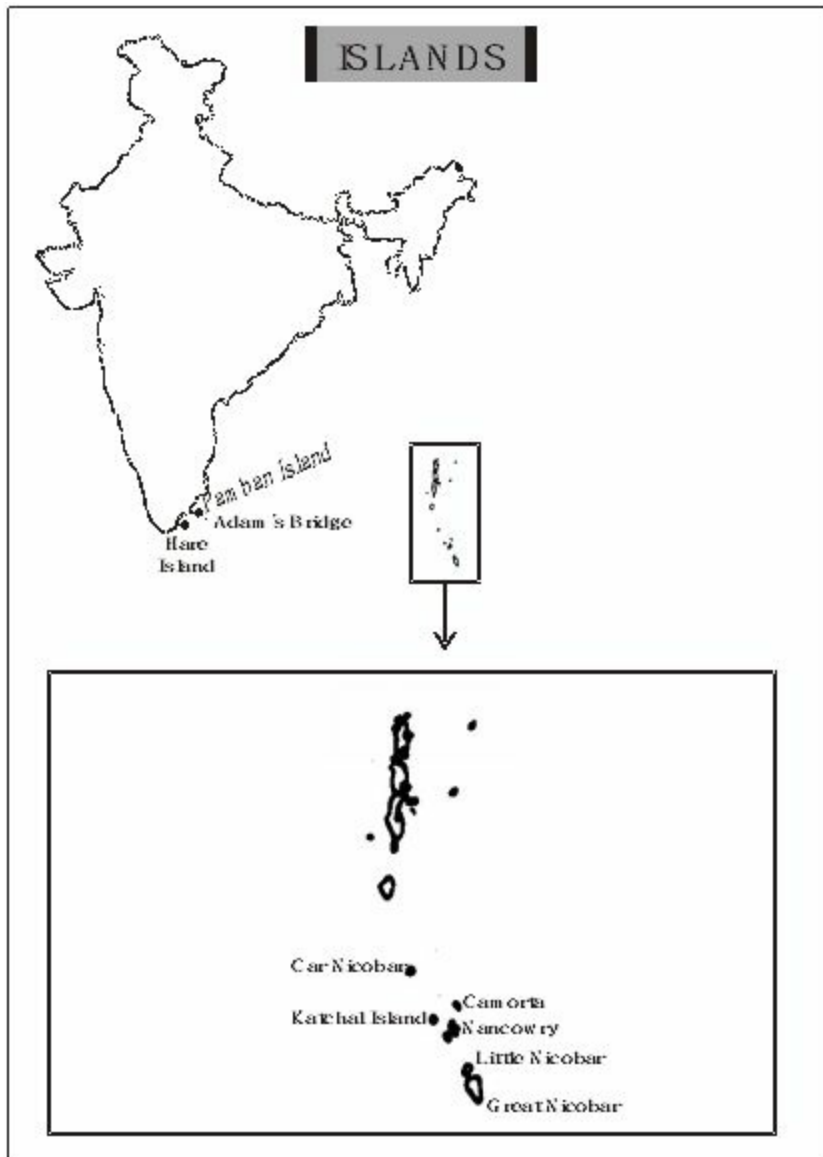 ISLANDS
Pamban island
Adam's Bridge
Hare
Island
Car Nicobar
Camorta
Katchal Island
Nancowry
Little Nicobar
Great Nicobar